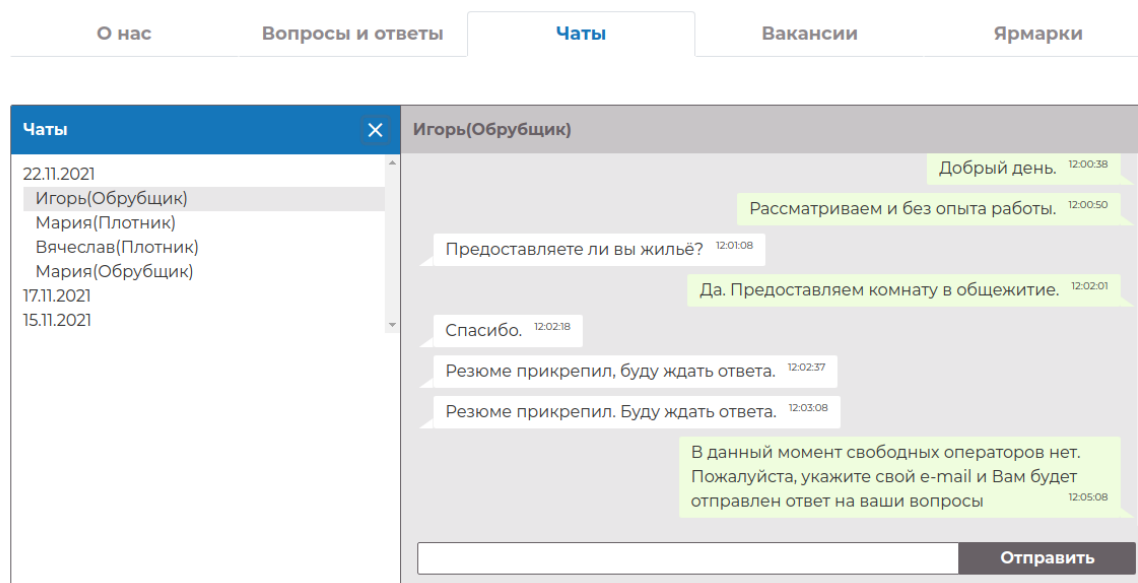 О нас Вопросы и ответы Чаты Вакансии Ярмарки
Чаты
22.11.2021
Игорь(Обрубщик)
Мария(Плотник)
Вячеслав(Плотник)
Мария(Обрубщик)
17.11.2021
15.11.2021
Игорь(Обрубщик)
Добрый день. 12:00:38
Рассматриваем и без опыта работы. 12:00:50
Предоставляете ли вы жильё? 12:01:08
Да. Предоставляем комнату в общежитие. 12:02:01
Спасибо. 12:02:18
Резюме прикрепил, буду ждать ответа. 12:02:37
Резюме прикрепил. Буду ждать ответа. 12:03:08
В данный момент свободных операторов нет.
Пожалуйста, укажите свой e-mail и Вам будет
отправлен ответ на ваши вопросы 12:05:08
Отправить